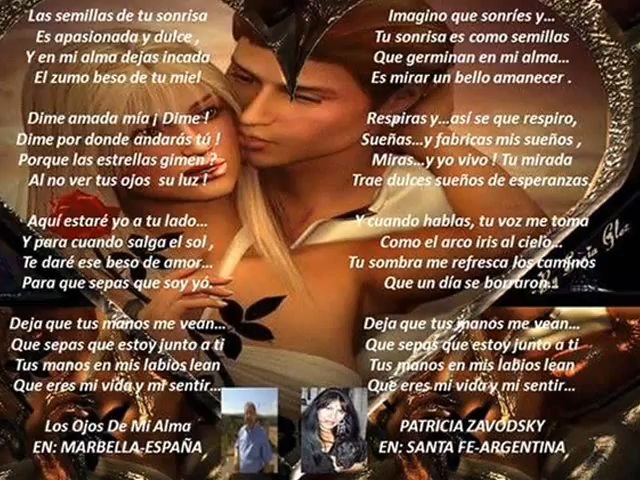 Las semillas de tu sonrisa
Es apasionada y dulce ,
Y en mi alma dejas incada
El zumo beso de tu miel
Dime amada mía ¡ Dime !
Dime por donde andarás tú !
Porque las estrellas gimen ?
Al no ver tus ojos su luz !
Aquí estaré yo a tu lado...
Y para cuando salga el sol ,
Te daré ese beso de amor...
Para que sepas que soy yó.
Deja que tus manos me vean...
Que sepas que estoy junto a ti
Tus manos en mis labios lean
Que eres mi vida y mi sentir...
Los Ojos De Mi Alma
EN: MARBELLA-ESPAÑA
Imagino que sonríes y...
Tu sonrisa es como semillas
Que germinan en mi alma...
Es mirar un bello amanecer .
Respiras y...así se que respiro,
Sueñas...y fabricas mis sueños ,
Miras...y yo vivo ! Tu mirada
Trae dulces sueños de esperanzas.
Y cuando hablas, tu voz me toma
Como el arco iris al cielo...
Tu sombra me refresca los caminos
Que un día se borraron...
Deja que tus manos me vean...
Que sepas que estoy junto a ti
Tus manos en mis labios lean
Que eres mi vida y mi sentir...
PATRICIA ZAVODSKY
EN: SANTA FE-ARGENTINA